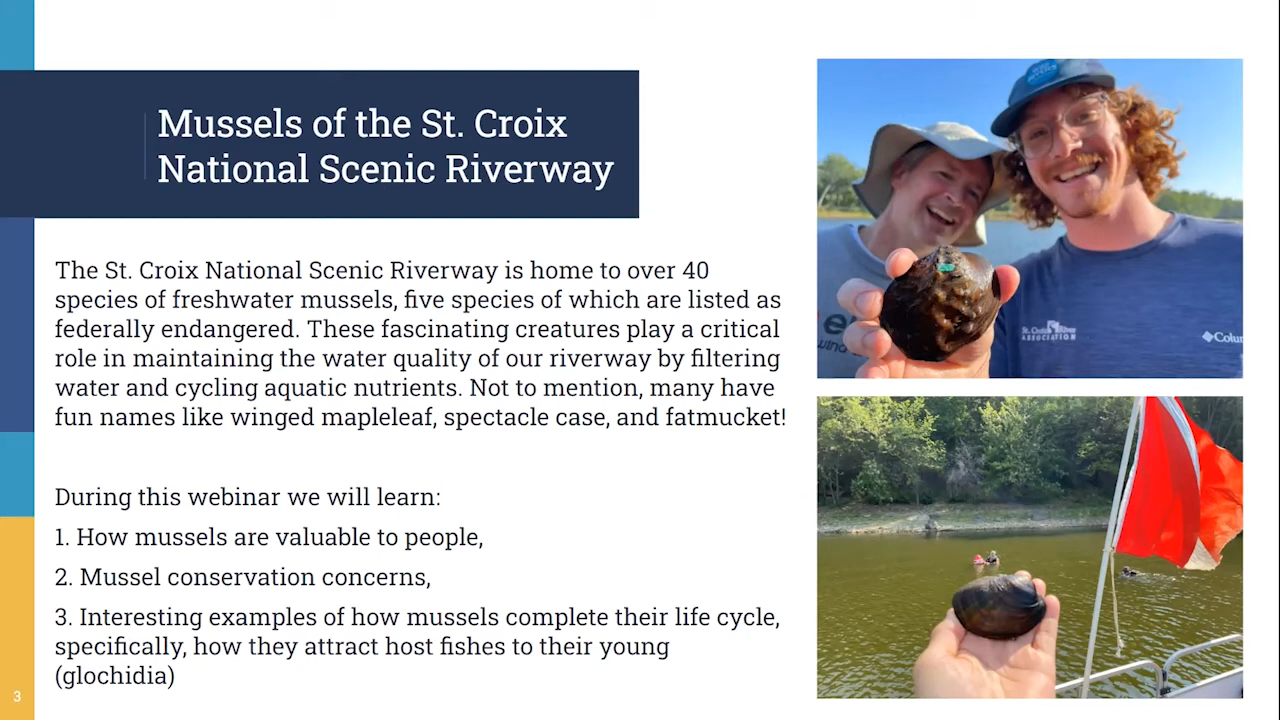 Mussels of the St. Croix
National Scenic Riverway
The St. Croix National Scenic Riverway is home to over 40
species of freshwater mussels, five species of which are listed as
federally endangered. These fascinating creatures play a critical
role in maintaining the water quality of our riverway by filtering
water and cycling aquatic nutrients. Not to mention, many have
fun names like winged mapleleaf, spectacle case, and fatmucket!
During this webinar we will learn:
1. How mussels are valuable to people,
2. Mussel conservation concerns,
3. Interesting examples of how mussels complete their life cycle,
specifically, how they attract host fishes to their young
(glochidia)
3
St. Croix River
ASSOCIATION